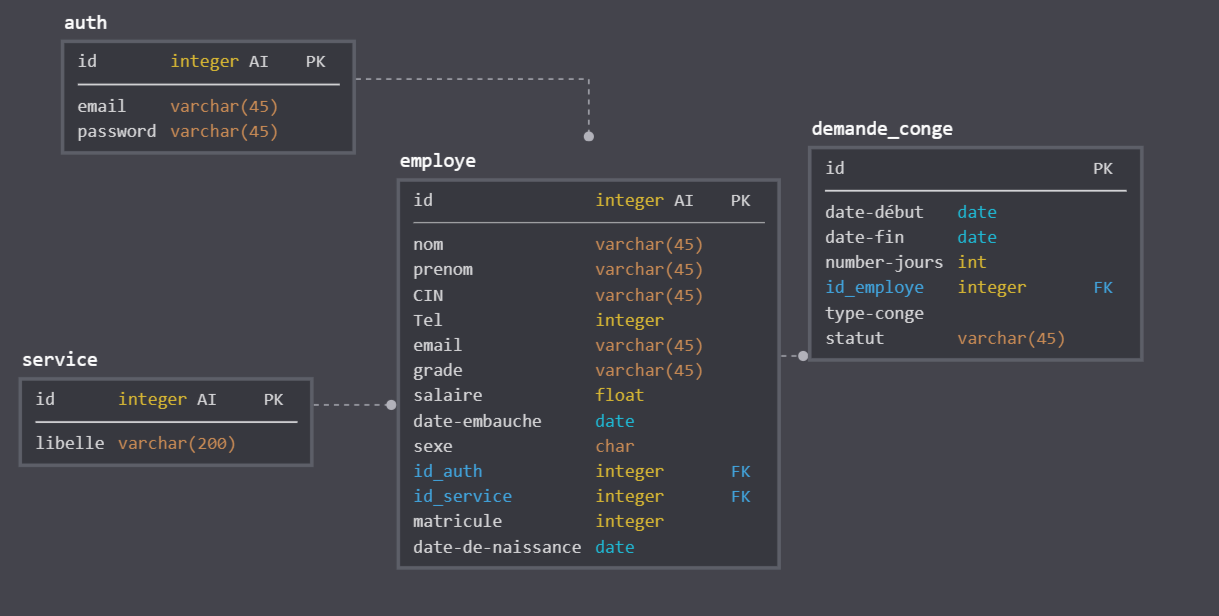 auth
id integer AI PK
email varchar(45)
password varchar(45)
employe
id integer AI PK
nom varchar(45)
prenom varchar(45)
CIN varchar(45)
Tel integer
email varchar(45)
grade varchar(45)
salaire float
date-embauche date
sexe char
id_auth integer FK
id_service integer FK
matricule integer
date-de-naissance date
demande_conge
id PK
date-début date
date-fin date
number-jours int
id_employe integer FK
type-conge
statut varchar(45)
service
id integer AI PK
libelle varchar(200)